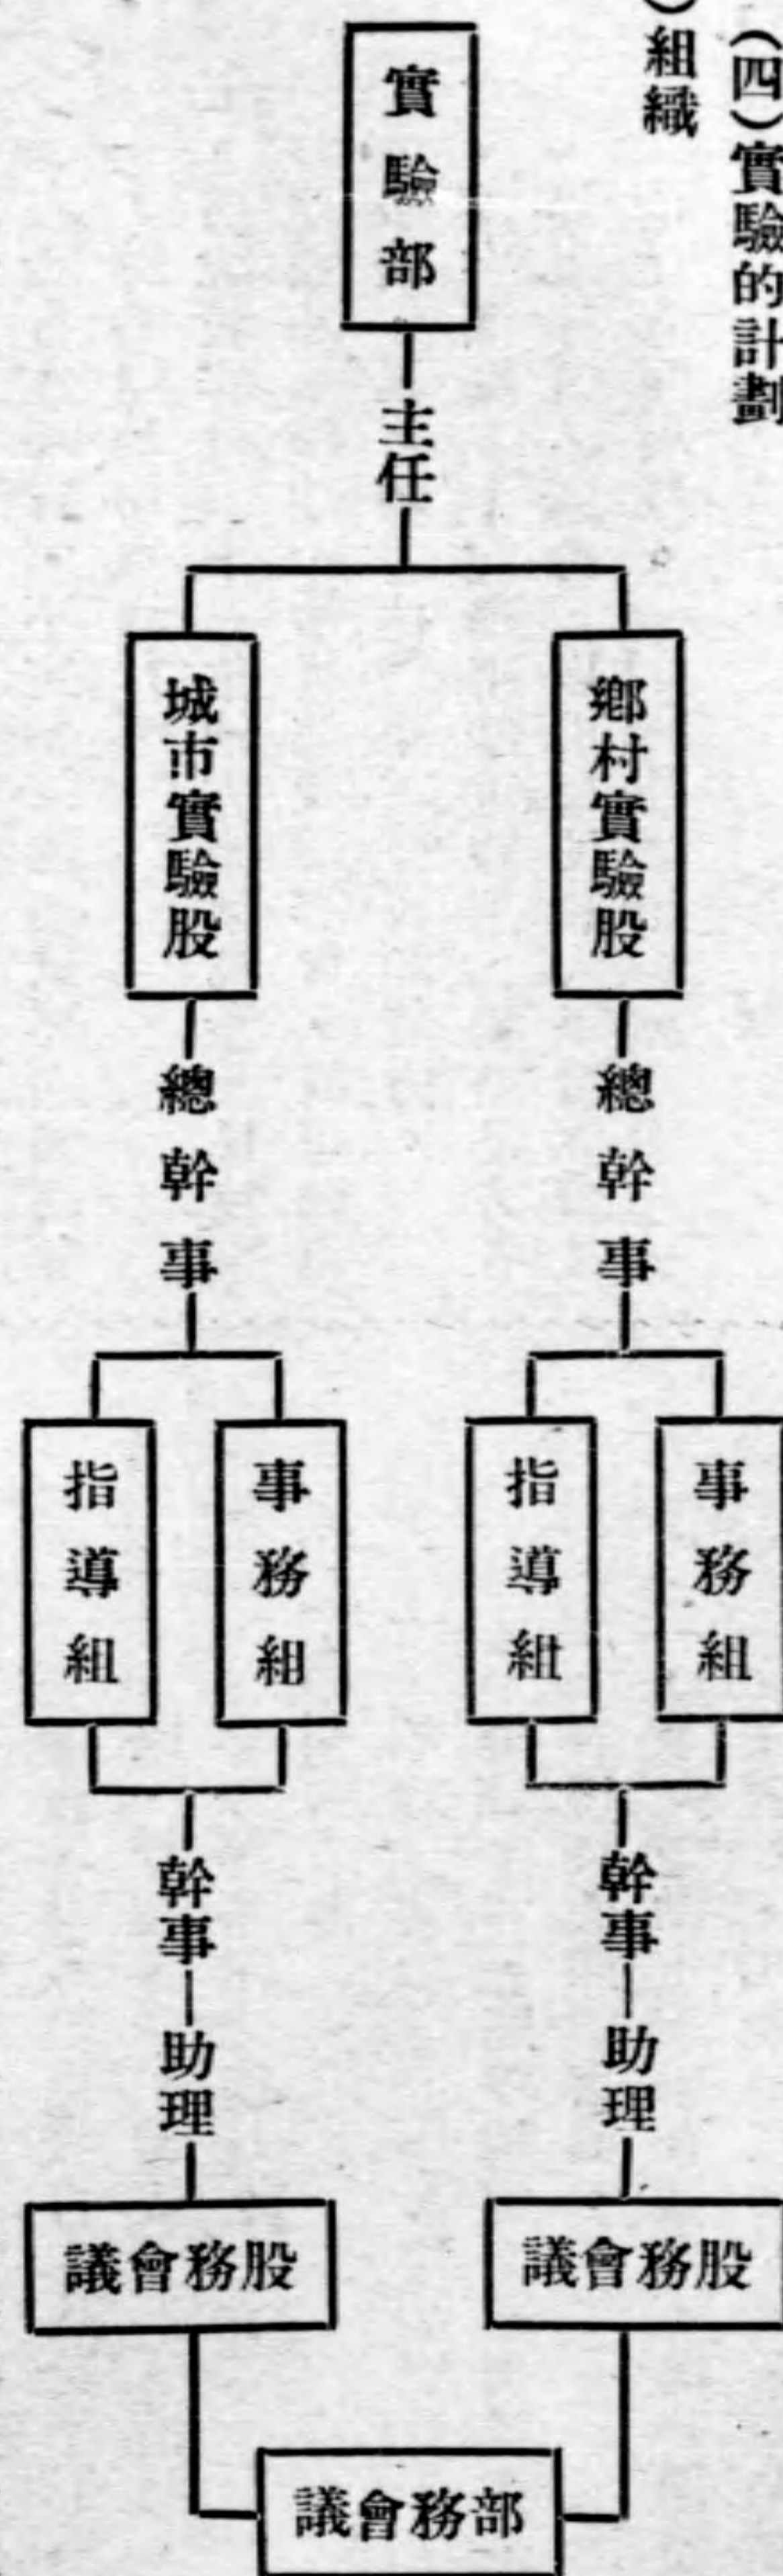 (四)實驗的計劃
)組織
實驗部
主任
鄉村實驗股
城市實驗股
總幹事
總幹事
事務組
指導組
事務組
指導組
幹事
幹事
助理
助理
議會務股
議會務股
議會務部